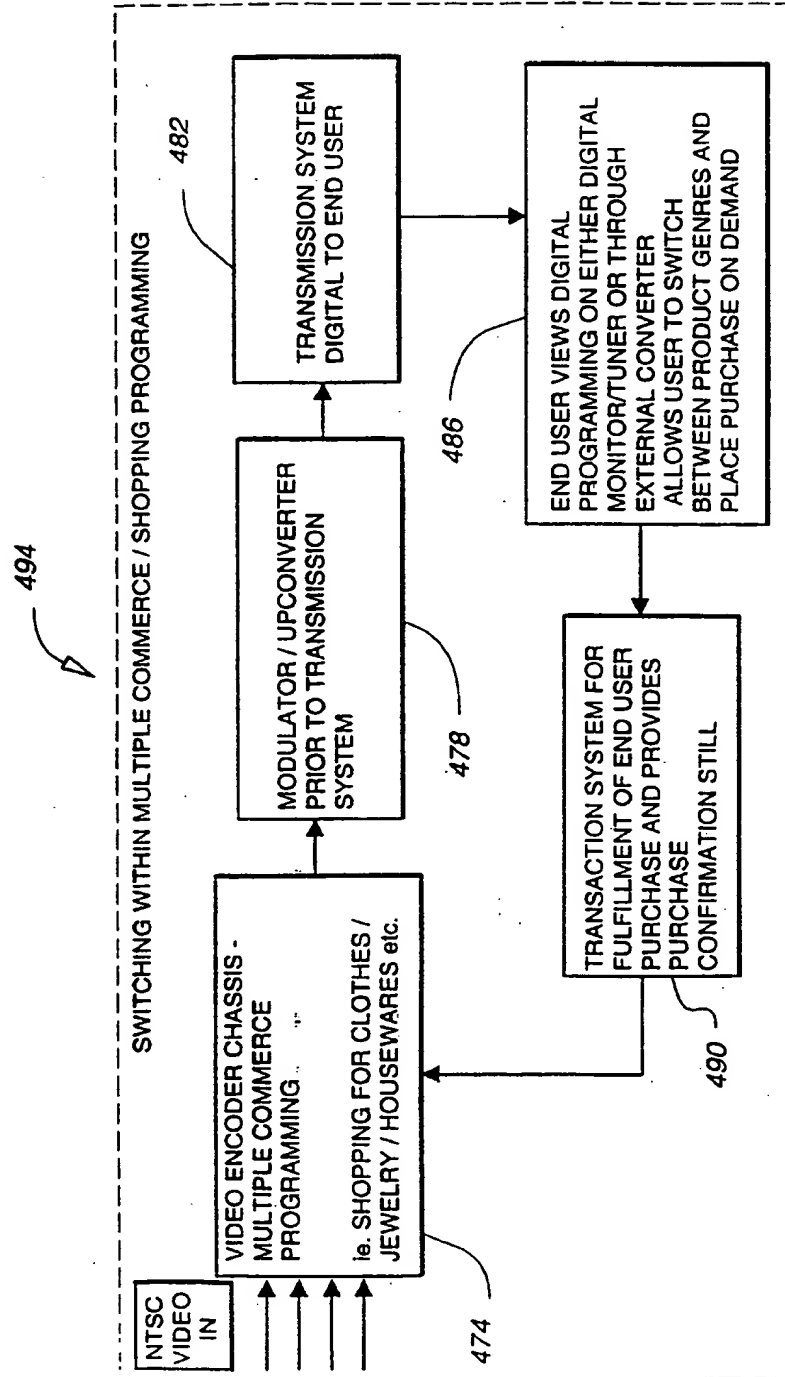 494
SWITCHING WITHIN MULTIPLE COMMERCE / SHOPPING PROGRAMMING
NTSC
VIDEO
IN
VIDEO ENCODER CHASSIS -
MULTIPLE COMMERCE
PROGRAMMING
ie. SHOPPING FOR CLOTHES /
JEWELRY / HOUSEWARES etc.
474
MODULATOR / UPCONVERTER
PRIOR TO TRANSMISSION
SYSTEM
478
TRANSMISSION SYSTEM
DIGITAL TO END USER
482
END USER VIEWS DIGITAL
PROGRAMMING ON EITHER DIGITAL
MONITOR/TUNER OR THROUGH
EXTERNAL CONVERTER
ALLOWS USER TO SWITCH
BETWEEN PRODUCT GENRES AND
PLACE PURCHASE ON DEMAND
486
TRANSACTION SYSTEM FOR
FULFILLMENT OF END USER
PURCHASE AND PROVIDES
PURCHASE
CONFIRMATION STILL
490